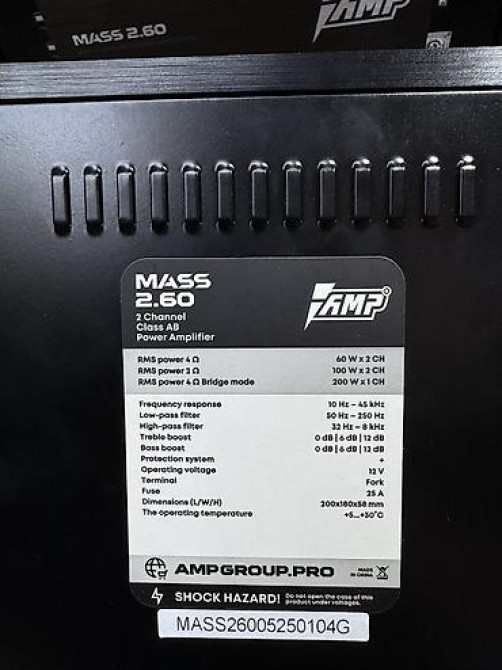 MASS 2.60
AMP
MASS
2.60
2 Channel
Class AB
Power Amplifier
AMP®
RMS power 4 Ω 60 W x 2 CH
RMS power 2 Ω 100 W x 2 CH
RMS power 4 Ω Bridge mode 200 W x 1 CH
Frequency response 10 Hz – 45 kHz
Low-pass filter 50 Hz – 250 Hz
High-pass filter 32 Hz – 8 kHz
Treble boost 0 dB | 6 dB | 12 dB
Bass boost 0 dB | 6 dB | 12 dB
Protection system +
Operating voltage 12 V
Terminal Fork
Fuse 25 A
Dimensions (L/W/H) 200x180x58 mm
The operating temperature +5...+30°C
AMPGROUP.PRO MADE IN CHINA
SHOCK HAZARD! Do not open the case of this
product under voltages.
MASS26005250104G